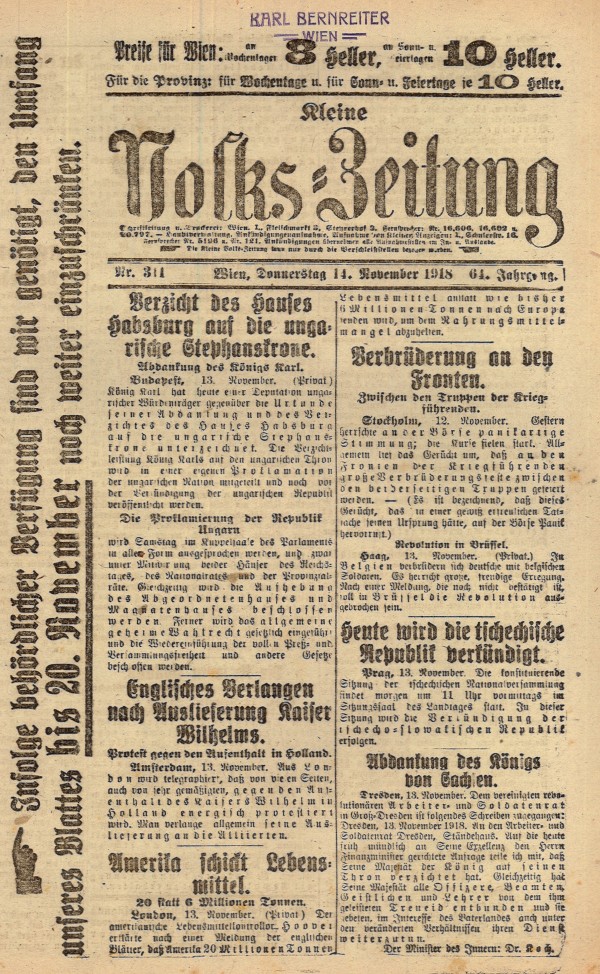 KARL BERNREITER
WIEN
Preise für Wien: an Wochentagen 8 Heller, an Sonn- u. Feiertagen 10 Heller.
Für die Provinz: für Wochentage u. für Sonn- u. Feiertage je 10 Heller.
Infolge behördlicher Verfügung sind wir genötigt, den Umfang
unseres Blattes bis 20. November noch weiter einzuschränken.
Kleine
Volks-Zeitung
Nr. 311
Wien, Donnerstag 14. November 1918
64. Jahrgang.
Verzicht des Hauses
Habsburg auf die unga-
rische Stephanskrone.
Abdankung des Königs Karl.
Budapest, 13. November. (Privat.)
König Karl hat heute einer Deputation unga-
rischer Würdenträger gegenüber die Urkunde
seiner Abdankung und des Ver-
zichtes des Hauses Habsburg
auf die ungarische Stephans-
krone unterzeichnet. Die Verzicht-
leistung König Karls auf den ungarischen Thron
wird in einer eigenen Proklamation
der ungarischen Nation mitgeteilt und noch vor
der Verkündigung der ungarischen Republik
veröffentlicht werden.
Die Proklamierung der Republik
Ungarn
wird Samstag im Kuppelsaale des Parlaments
in aller Form ausgesprochen werden, und zwar
unter Mitwirkung beider Häuser des Reichs-
tages, des Nationalrates und der Provinzial-
räte. Gleichzeitig wird die Aufhebung
des Abgeordnetenhauses und
Magnatenhauses beschlossen
werden. Ferner wird das allgemeine
geheime Wahlrecht gesetzlich eingeführt
und die Wiedereinführung der vollen Preß- und
Versammlungsfreiheit und andere Gesetze
beschlossen werden.
Englisches Verlangen
nach Auslieferung Kaiser
Wilhelms.
Protest gegen den Aufenthalt in Holland.
Amsterdam, 13. November. Aus Lon-
don wird telegraphiert, daß von vielen Seiten,
auch von sehr gemäßigten, gegen den Auf-
enthalt des Kaisers Wilhelm in
Holland energisch protestiert
wird. Man verlange allgemein seine Aus-
lieferung an die Alliierten.
Amerika schickt Lebens-
mittel.
20 statt 6 Millionen Tonnen.
London, 13. November. (Privat.) Der
amerikanische Lebensmittelkontrollor Hoover
erklärte nach einer Meldung der englischen
Blätter, daß Amerika 20 Millionen Tonnen
Lebensmittel anstatt wie bisher
6 Millionen Tonnen nach Europa
senden wird, um dem Nahrungsmittel-
mangel abzuhelfen.
Verbrüderung an den
Fronten.
Zwischen den Truppen der Krieg-
führenden.
Stockholm, 12. November. Gestern
herrschte an der Börse panikartige
Stimmung; die Kurse fielen stark. All-
gemein tritt das Gerücht um, daß an den
Fronten der Kriegführenden
große Verbrüderungsfeste zwischen
den beiderseitigen Truppen gefeiert
werden. — (Es ist bezeichnend, daß dieses
Gerücht, das in einer gewiß erfreulichen Tat-
sache seinen Ursprung hätte, auf der Börse Panik
hervorruft.)
Revolution in Brüssel.
Haag, 13. November. (Privat.) In
Belgien verbrüdern sich deutsche mit belgischen
Soldaten. Es herrscht große, freudige Erregung.
Nach einer Meldung, die noch nicht bestätigt ist,
soll in Brüssel die Revolution aus-
gebrochen sein.
Heute wird die tschechische
Republik verkündigt.
Prag, 13. November. Die konstituierende
Sitzung der tschechischen Nationalversammlung
findet morgen um 11 Uhr vormittags im
Sitzungssaal des Landtages statt. In dieser
Sitzung wird die Verkündigung der
tschecho-slowakischen Republik
erfolgen.
Abdankung des Königs
von Sachsen.
Dresden, 13. November. Dem vereinigten revo-
lutionären Arbeiter- und Soldatenrat
in Groß-Dresden ist folgendes Schreiben zugegangen:
Dresden, 13. November 1918. An den Arbeiter- und
Soldatenrat Dresden, Ständehaus. Auf die heute
früh mündlich an Seine Exzellenz den Herrn
Finanzminister gerichtete Anfrage teile ich mit, daß
Seine Majestät der König auf seinen
Thron verzichtet hat. Gleichzeitig hat
Seine Majestät alle Offiziere, Beamten,
Geistlichen und Lehrer von dem ihm
geleisteten Treueid entbunden und sie
gebeten, im Interesse des Vaterlandes auch unter
den veränderten Verhältnissen ihren Dienst
weiterzutun.
Der Minister des Innern: Dr. Koch.